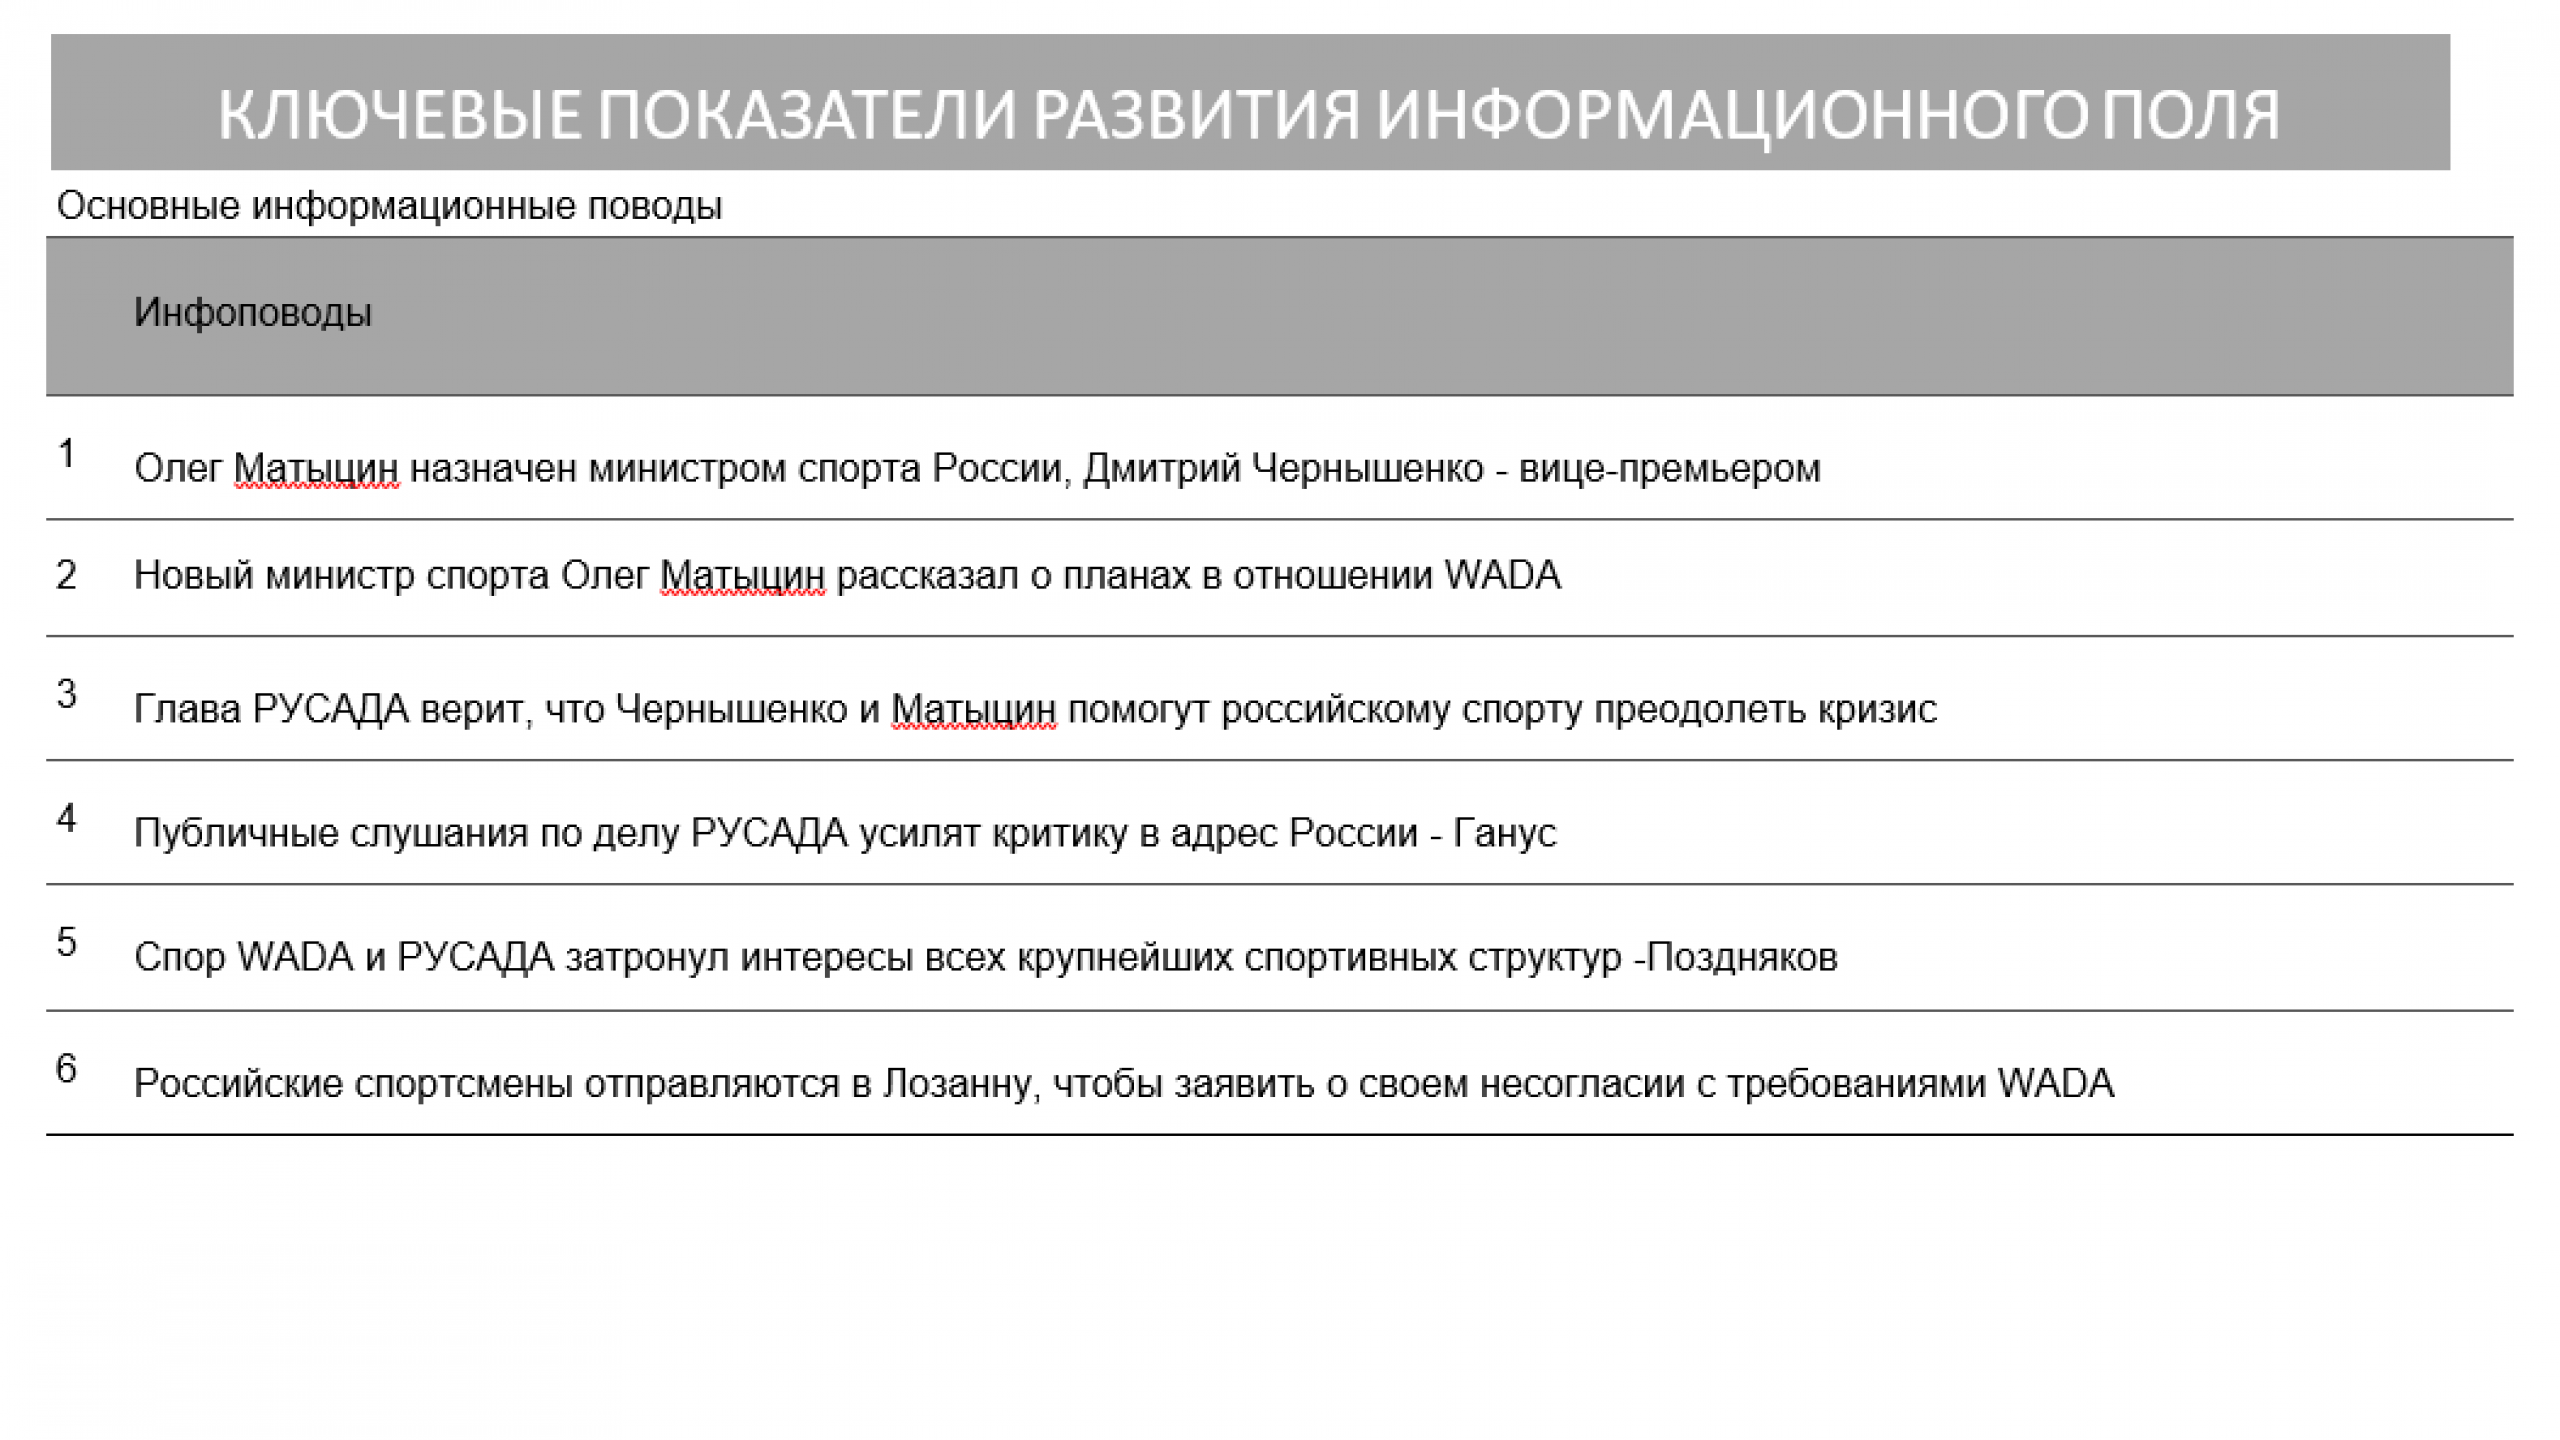 КЛЮЧЕВЫЕ ПОКАЗАТЕЛИ РАЗВИТИЯ ИНФОРМАЦИОННОГО ПОЛЯ
Основные информационные поводы
Инфоповоды
1 Олег Матыцин назначен министром спорта России, Дмитрий Чернышенко - вице-премьером
2 Новый министр спорта Олег Матыцин рассказал о планах в отношении WADA
3 Глава РУСАДА верит, что Чернышенко и Матыцин помогут российскому спорту преодолеть кризис
4 Публичные слушания по делу РУСАДА усилят критику в адрес России - Ганус
5 Спор WADA и РУСАДА затронул интересы всех крупнейших спортивных структур -Поздняков
6 Российские спортсмены отправляются в Лозанну, чтобы заявить о своем несогласии с требованиями WADA